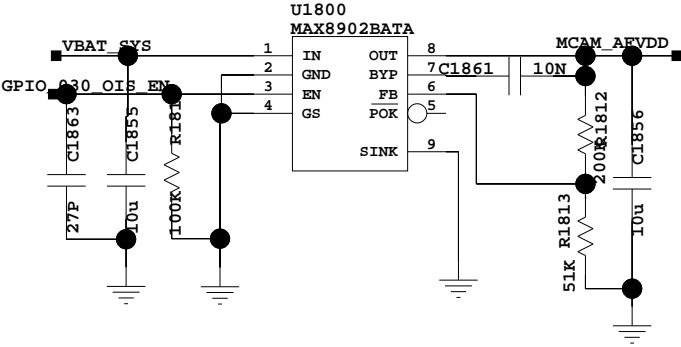 U1800
MAX8902BATA
VBAT_SYS
1
IN
OUT
8
MCAM_AFVDD
2
GND
BYP
7
C1861
10N
GPIO_030_OIS_EN
3
EN
FB
6
4
GS
POK
5
SINK
9
C1863
27P
C1855
10u
100K
R1812
200K
R1813
51K
C1856
10u